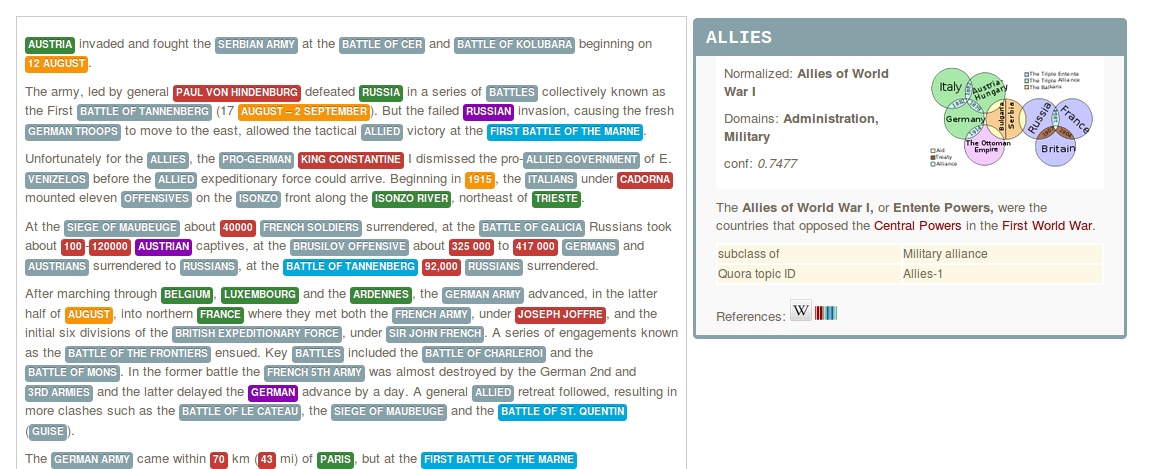 AUSTRIA invaded and fought the SERBIAN ARMY at the BATTLE OF CER and BATTLE OF KOLUBARA beginning on
12 AUGUST.
The army, led by general PAUL VON HINDENBURG defeated RUSSIA in a series of BATTLES collectively known as
the First BATTLE OF TANNENBERG (17 AUGUST – 2 SEPTEMBER). But the failed RUSSIAN invasion, causing the fresh
GERMAN TROOPS to move to the east, allowed the tactical ALLIED victory at the FIRST BATTLE OF THE MARNE.
Unfortunately for the ALLIES, the PRO-GERMAN KING CONSTANTINE I dismissed the pro-ALLIED GOVERNMENT of E.
VENIZELOS before the ALLIED expeditionary force could arrive. Beginning in 1915, the ITALIANS under CADORNA
mounted eleven OFFENSIVES on the ISONZO front along the ISONZO RIVER, northeast of TRIESTE.
At the SIEGE OF MAUBEUGE about 40000 FRENCH SOLDIERS surrendered, at the BATTLE OF GALICIA Russians took
about 100-120000 AUSTRIAN captives, at the BRUSILOV OFFENSIVE about 325 000 to 417 000 GERMANS and
AUSTRIANS surrendered to RUSSIANS, at the BATTLE OF TANNENBERG 92,000 RUSSIANS surrendered.
After marching through BELGIUM, LUXEMBOURG and the ARDENNES, the GERMAN ARMY advanced, in the latter
half of AUGUST, into northern FRANCE where they met both the FRENCH ARMY, under JOSEPH JOFFRE, and the
initial six divisions of the BRITISH EXPEDITIONARY FORCE, under SIR JOHN FRENCH. A series of engagements known
as the BATTLE OF THE FRONTIERS ensued. Key BATTLES included the BATTLE OF CHARLEROI and the
BATTLE OF MONS. In the former battle the FRENCH 5TH ARMY was almost destroyed by the German 2nd and
3RD ARMIES and the latter delayed the GERMAN advance by a day. A general ALLIED retreat followed, resulting in
more clashes such as the BATTLE OF LE CATEAU, the SIEGE OF MAUBEUGE and the BATTLE OF ST. QUENTIN
(GUISE).
The GERMAN ARMY came within 70 km (43 mi) of PARIS, but at the FIRST BATTLE OF THE MARNE
ALLIES
Normalized: Allies of World
War I
Domains: Administration,
Military
conf: 0.7477
Italy
Austria-
Hungary
Germany
The Ottoman
Empire
Bulgaria
Serbia
Russia
France
Britain
The Triple Entente
The Triple Alliance
The Balkans
Aid
Treaty
Alliance
The Allies of World War I, or Entente Powers, were the
countries that opposed the Central Powers in the First World War.
subclass of Military alliance
Quora topic ID Allies-1
References: W